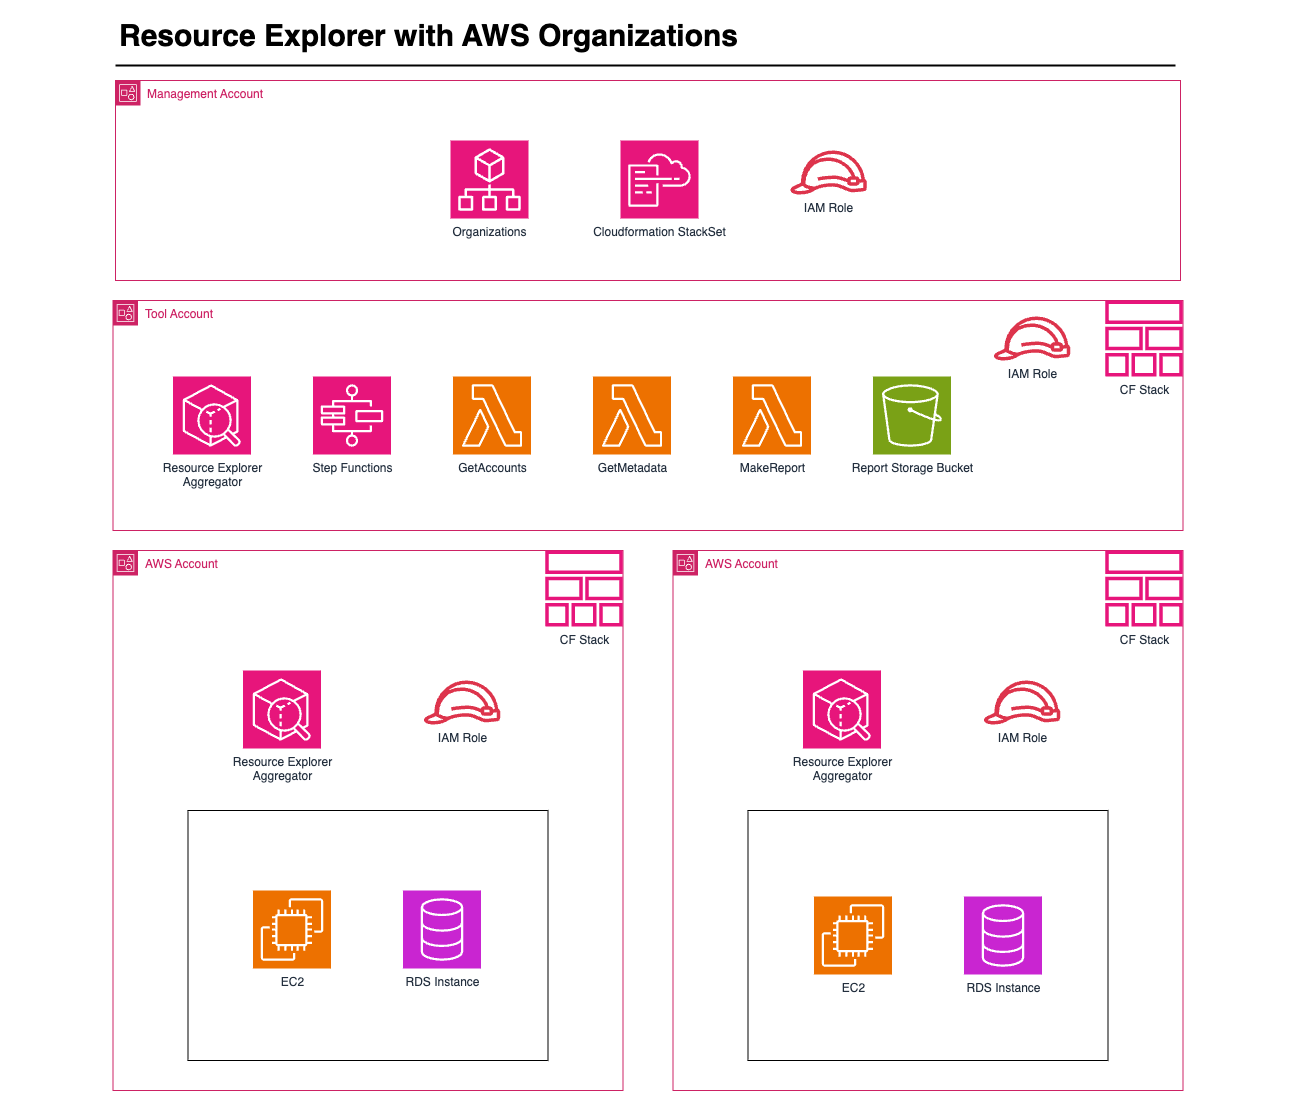 Resource Explorer with AWS Organizations
Management Account
Organizations
Cloudformation StackSet
IAM Role
Tool Account
IAM Role
CF Stack
Resource Explorer
Aggregator
Step Functions
GetAccounts
GetMetadata
MakeReport
Report Storage Bucket
AWS Account
CF Stack
Resource Explorer
Aggregator
IAM Role
EC2
RDS Instance
AWS Account
CF Stack
Resource Explorer
Aggregator
IAM Role
EC2
RDS Instance